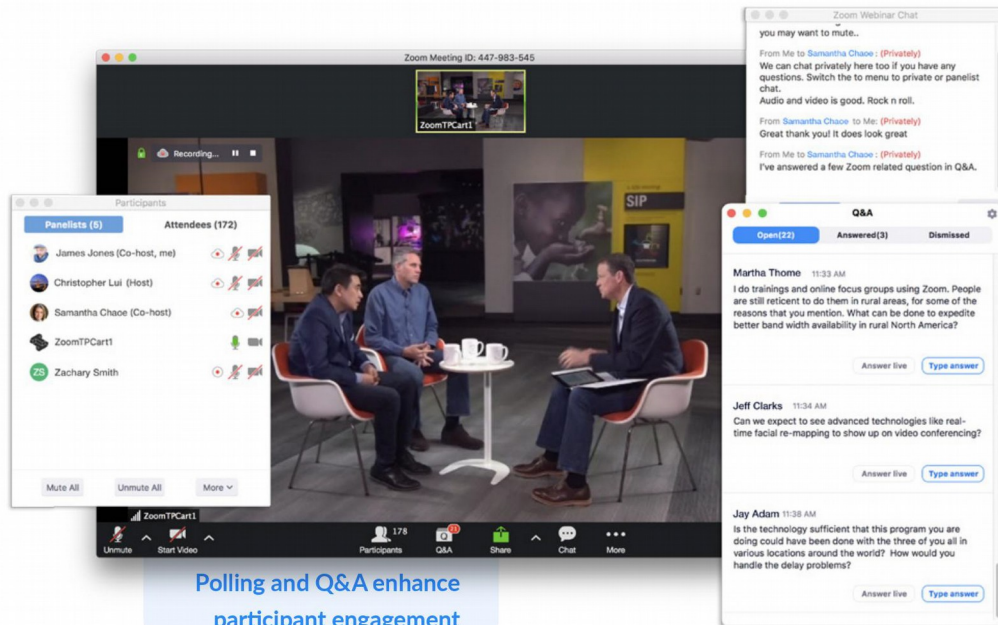 Zoom Webinar Chat
you may want to mute..
From Me to Samantha Chaoe : (Privately)
We can chat privately here too if you have any
questions. Switch the to menu to private or panelist
chat.
Audio and video is good. Rock n roll.
From Samantha Chaoe to Me: (Privately)
Great thank you! It does look great
From Me to Samantha Chaoe : (Privately)
I've answered a few Zoom related question in Q&A.
Zoom Meeting ID: 447-983-545
ZoomTPCart1
Recording...
SIP
Participants
Panelists (5) Attendees (172)
James Jones (Co-host, me)
Christopher Lui (Host)
Samantha Chaoe (Co-host)
ZoomTPCart1
ZS Zachary Smith
Mute All Unmute All More
ZoomTPCart1
Unmute Start Video 178 Participants 21 Q&A Share Chat More
Q&A
Open(22) Answered(3) Dismissed
Martha Thome 11:33 AM
I do trainings and online focus groups using Zoom. People
are still reticent to do them in rural areas, for some of the
reasons that you mention. What can be done to expedite
better band width availability in rural North America?
Answer live Type answer
Jeff Clarks 11:34 AM
Can we expect to see advanced technologies like real-
time facial re-mapping to show up on video conferencing?
Answer live Type answer
Jay Adam 11:38 AM
Is the technology sufficient that this program you are
doing could have been done with the three of you all in
various locations around the world? How would you
handle the delay problems?
Answer live Type answer
Polling and Q&A enhance
participant engagement